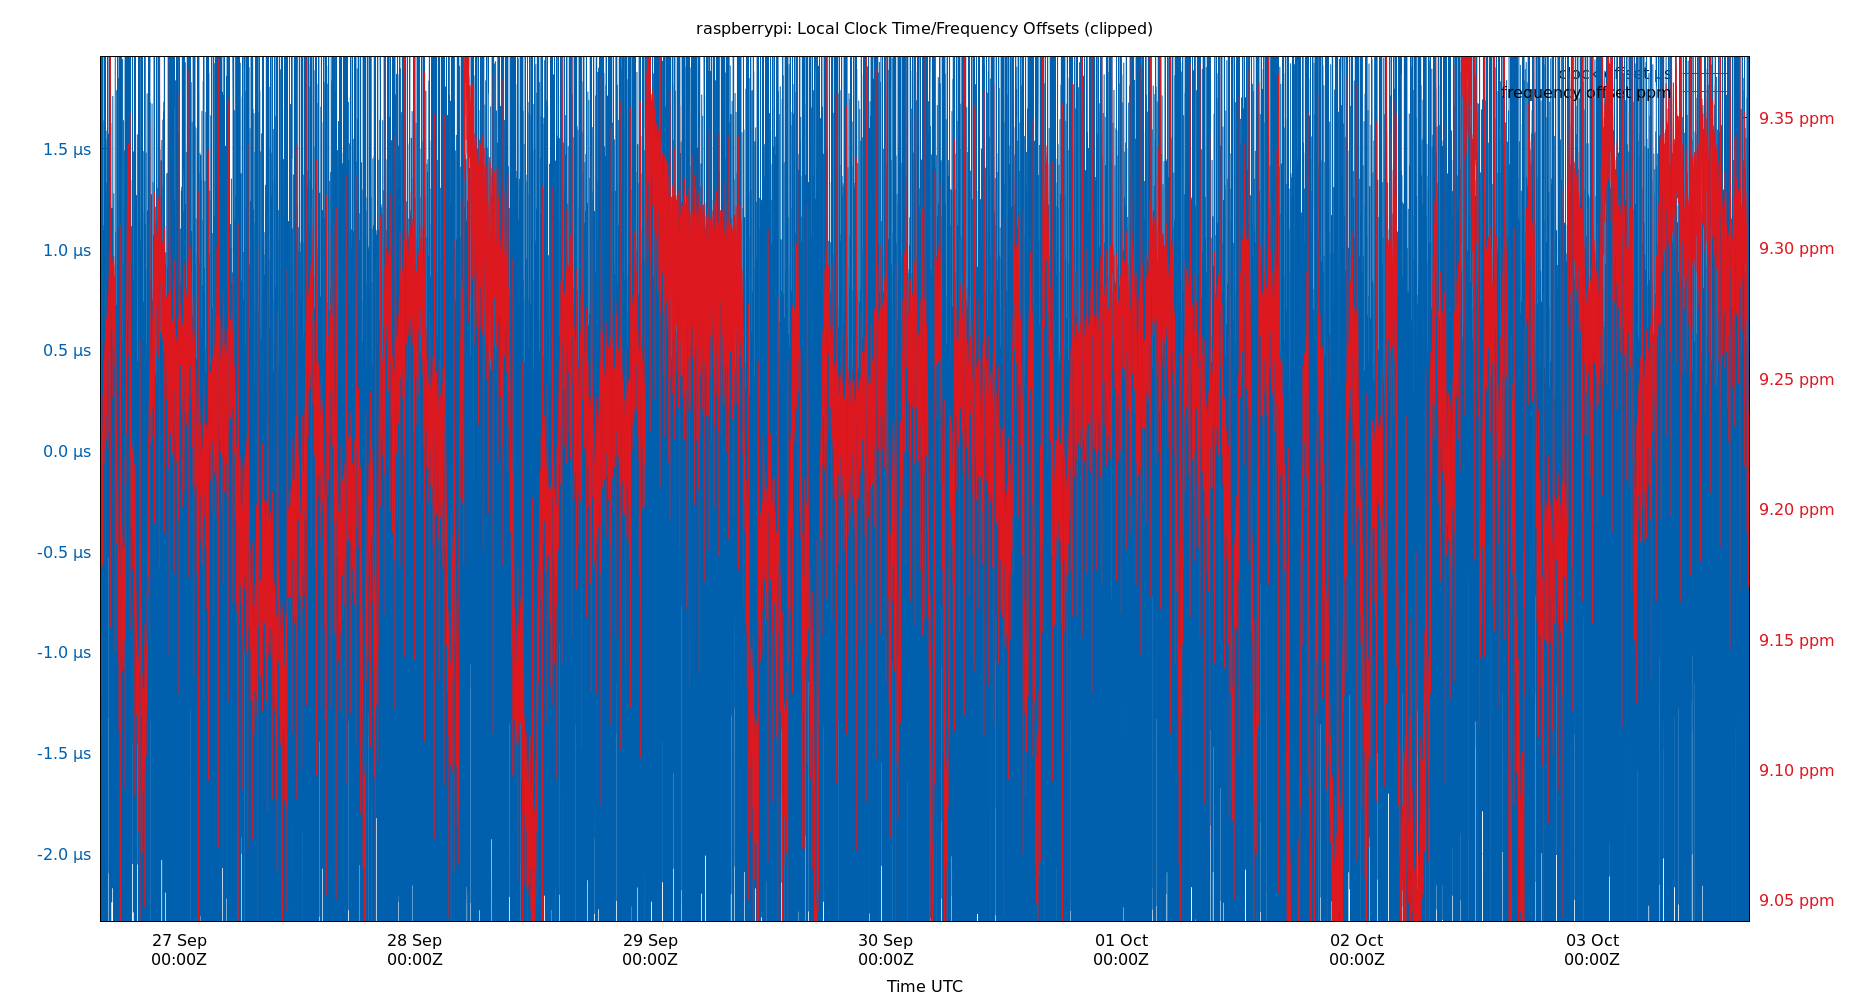 raspberrypi: Local Clock Time/Frequency Offsets (clipped)
clock offset µs
frequency offset ppm
1.5 µs
1.0 µs
0.5 µs
0.0 µs
-0.5 µs
-1.0 µs
-1.5 µs
-2.0 µs
9.35 ppm
9.30 ppm
9.25 ppm
9.20 ppm
9.15 ppm
9.10 ppm
9.05 ppm
27 Sep
00:00Z
28 Sep
00:00Z
29 Sep
00:00Z
30 Sep
00:00Z
01 Oct
00:00Z
02 Oct
00:00Z
03 Oct
00:00Z
Time UTC